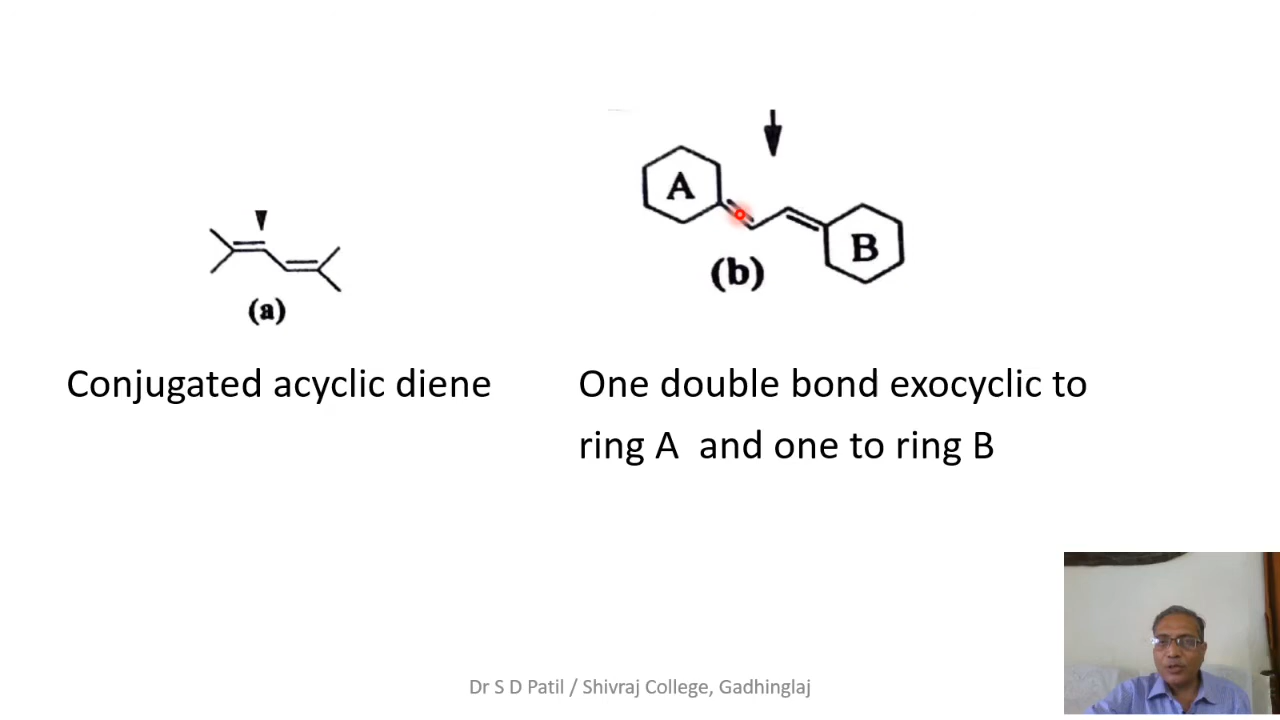 A
B
(a)
(b)
Conjugated acyclic diene
One double bond exocyclic to
ring A and one to ring B
Dr S D Patil / Shivraj College, Gadhinglaj